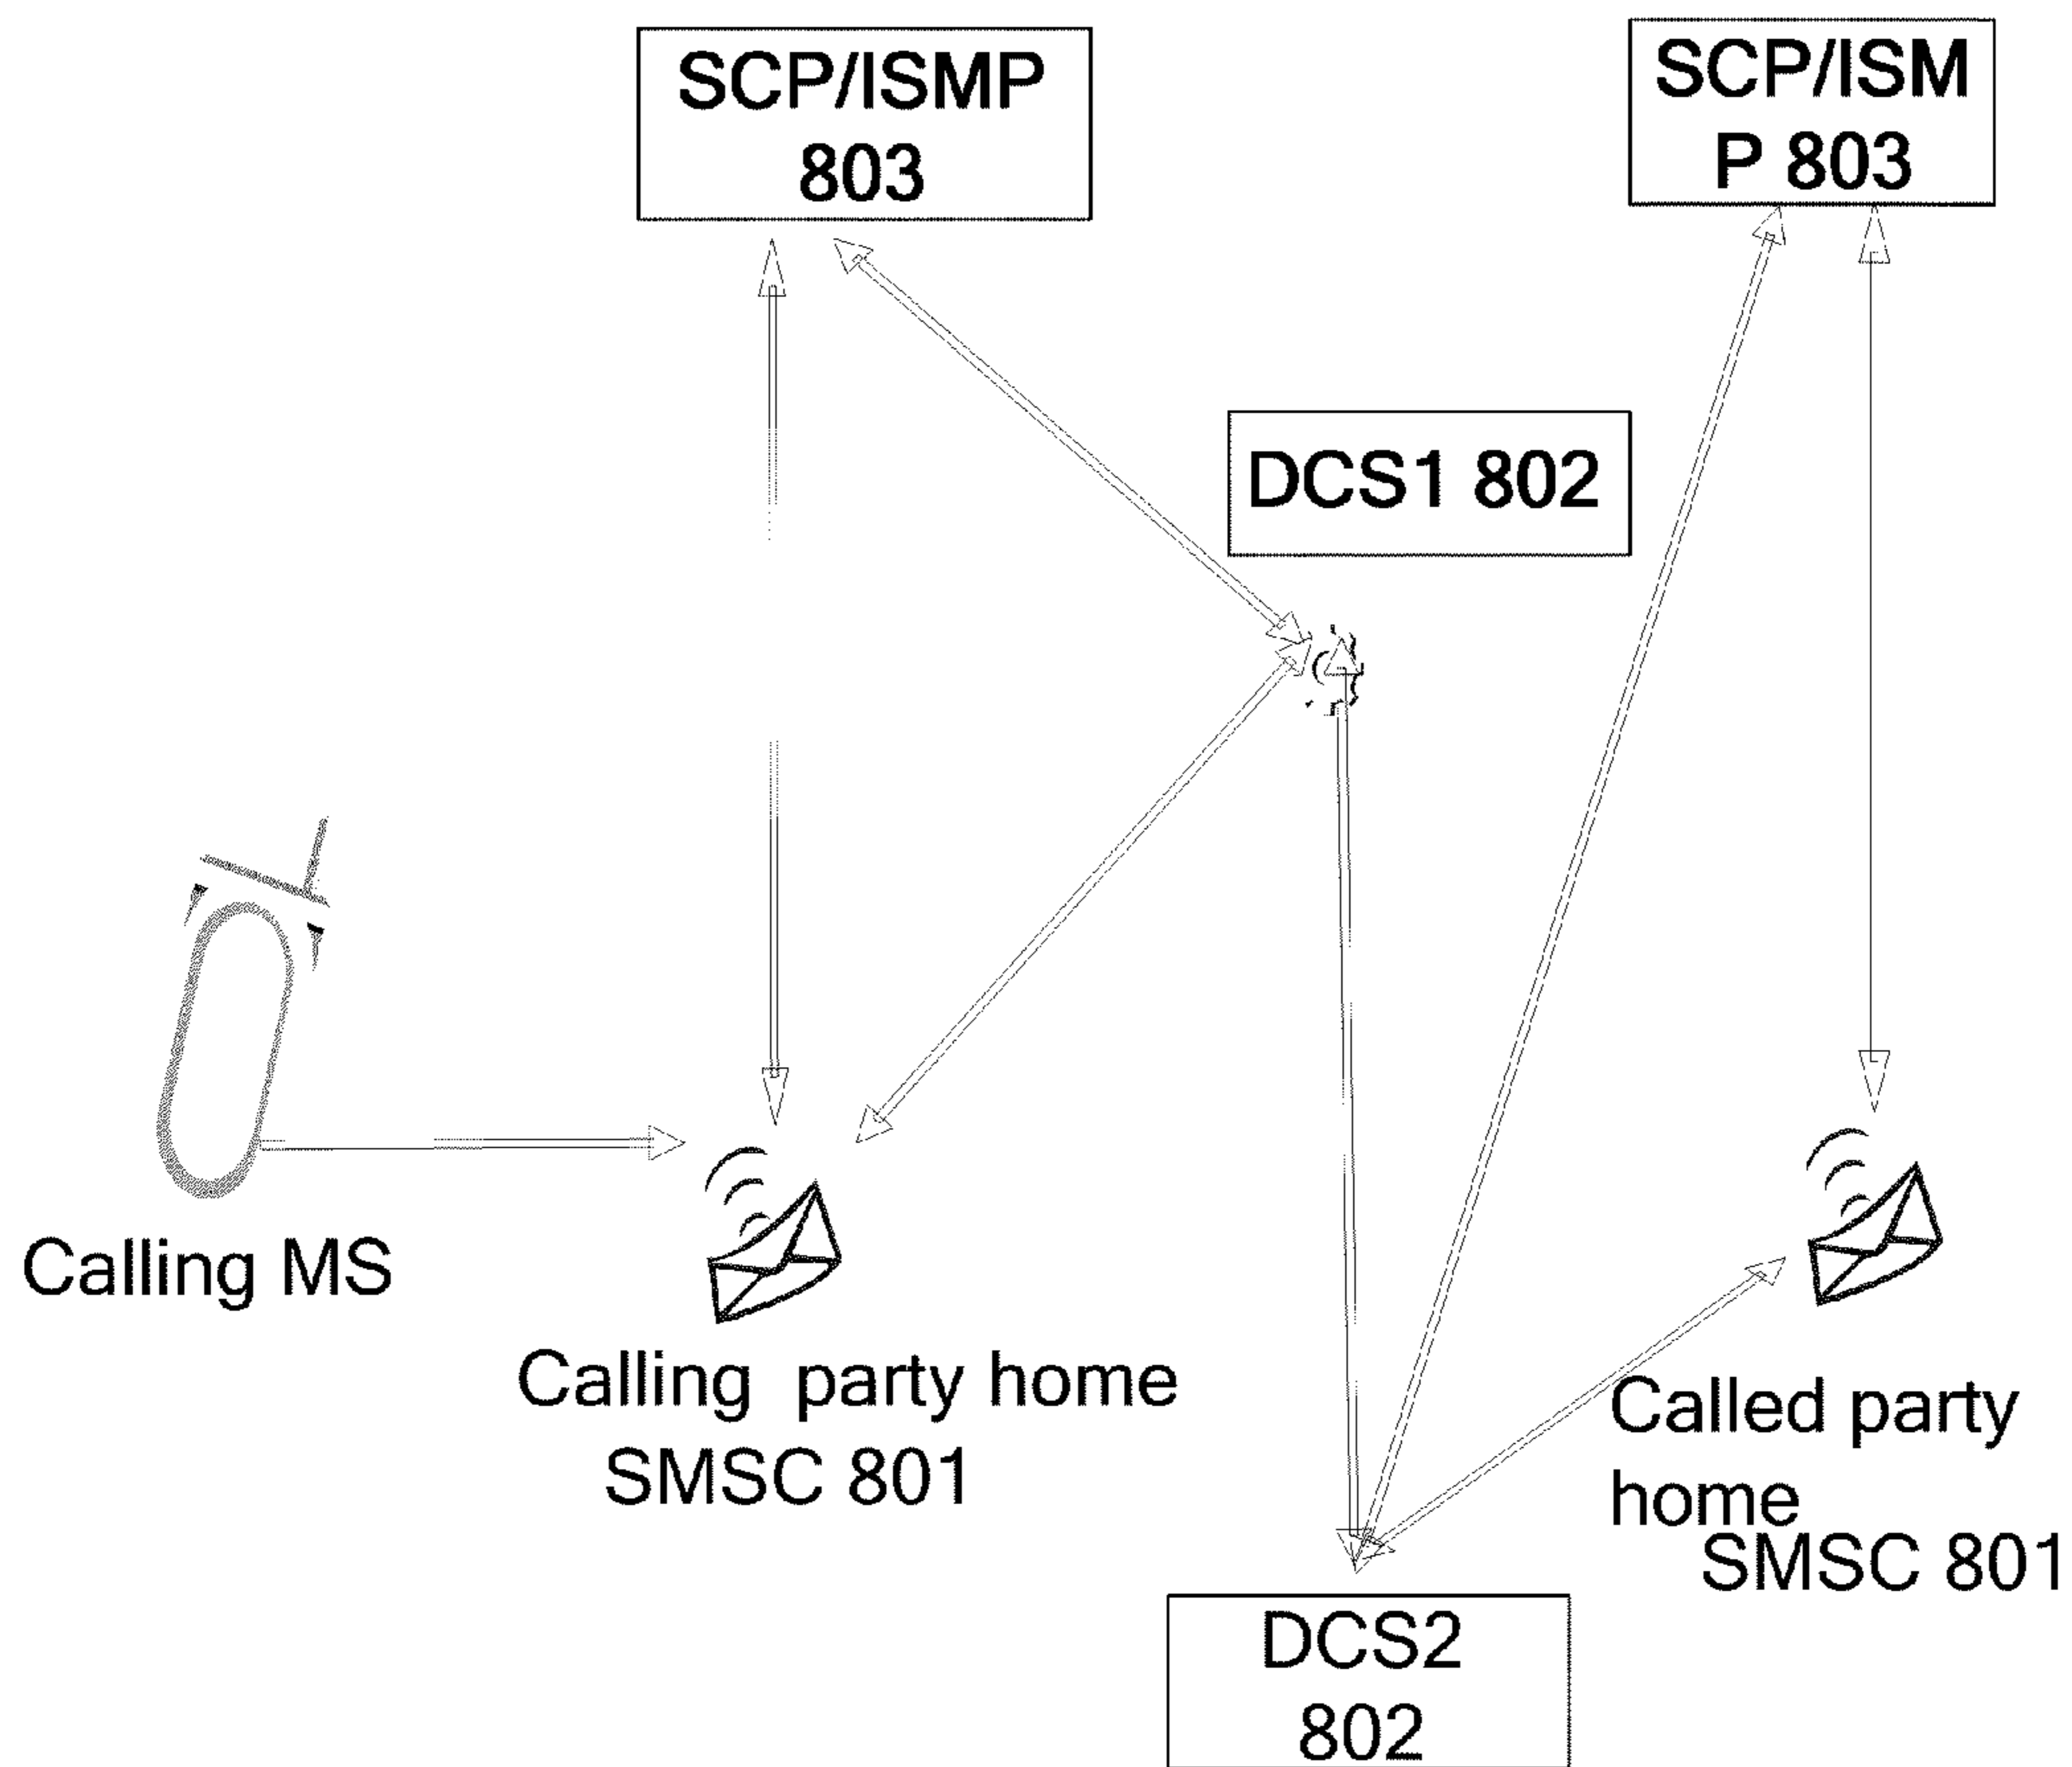 SCP/ISMP
803
SCP/ISM
P 803
DCS1 802
Calling MS
Calling party home
SMSC 801
Called party
home
SMSC 801
DCS2
802